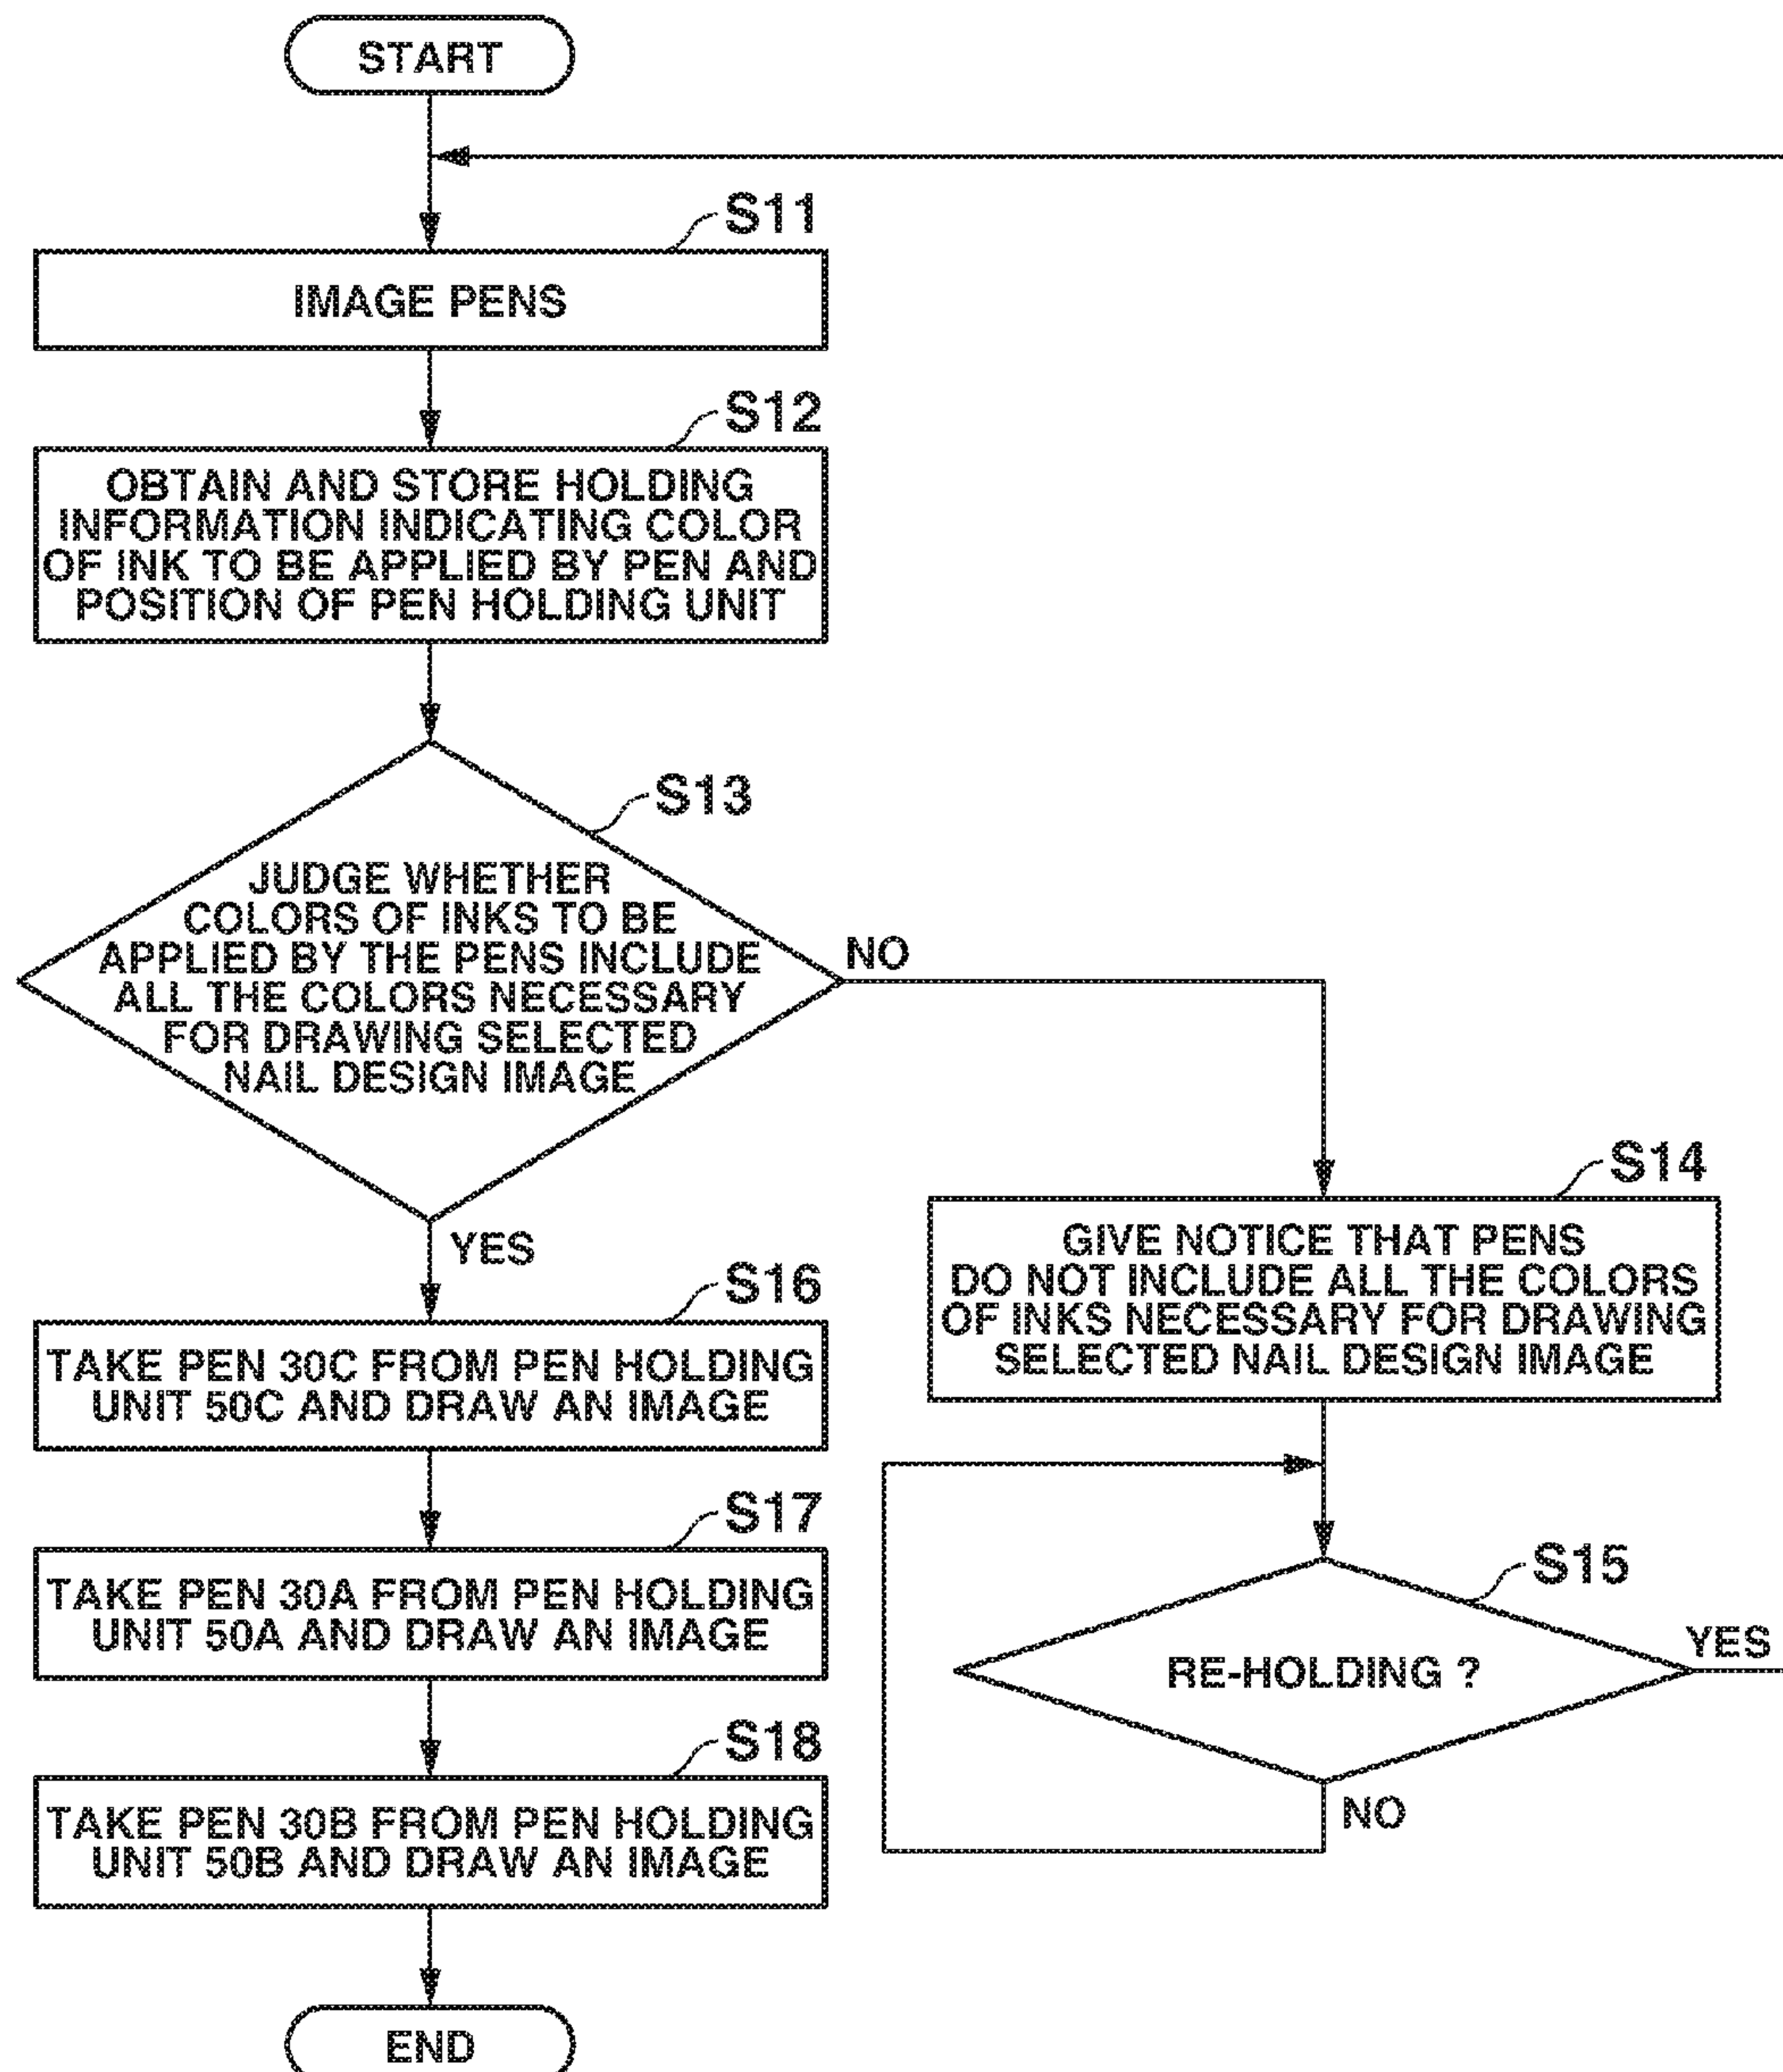 START
S11
IMAGE PENS
S12
OBTAIN AND STORE HOLDING
INFORMATION INDICATING COLOR
OF INK TO BE APPLIED BY PEN AND
POSITION OF PEN HOLDING UNIT
S13
JUDGE WHETHER
COLORS OF INKS TO BE
APPLIED BY THE PENS INCLUDE
ALL THE COLORS NECESSARY
FOR DRAWING SELECTED
NAIL DESIGN IMAGE
NO
YES
S14
GIVE NOTICE THAT PENS
DO NOT INCLUDE ALL THE COLORS
OF INKS NECESSARY FOR DRAWING
SELECTED NAIL DESIGN IMAGE
S15
RE-HOLDING ?
YES
NO
S16
TAKE PEN 30C FROM PEN HOLDING
UNIT 50C AND DRAW AN IMAGE
S17
TAKE PEN 30A FROM PEN HOLDING
UNIT 50A AND DRAW AN IMAGE
S18
TAKE PEN 30B FROM PEN HOLDING
UNIT 50B AND DRAW AN IMAGE
END